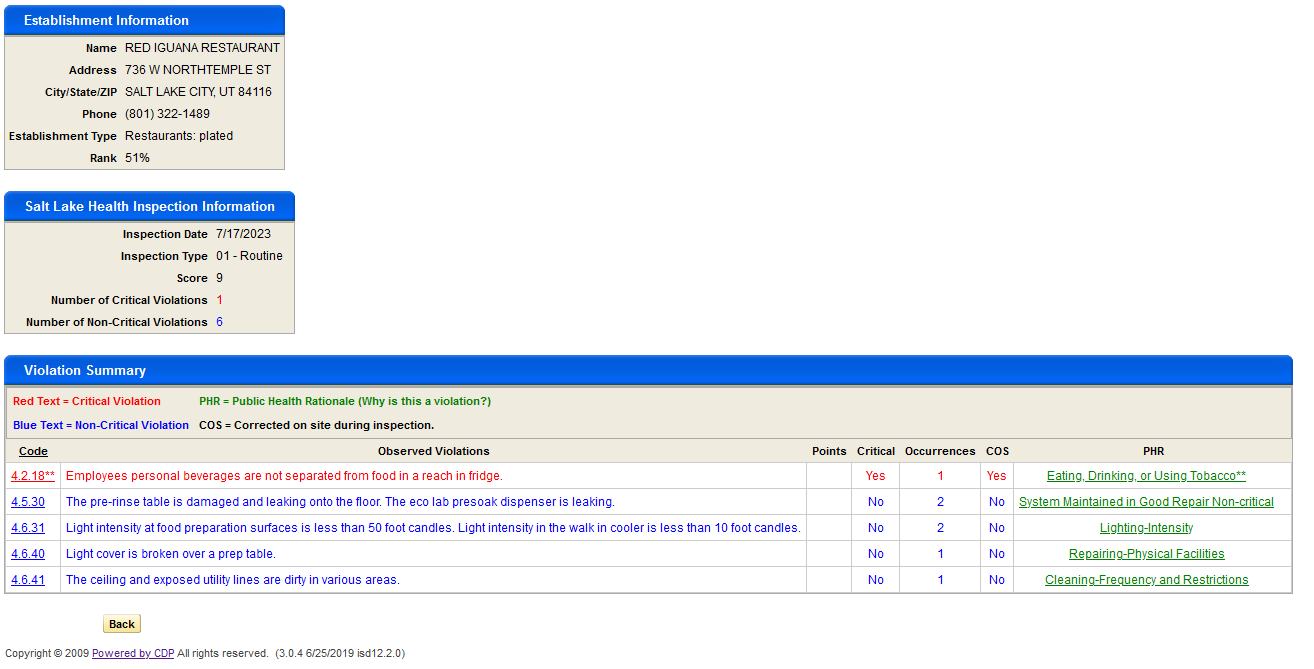 Establishment Information
Name RED IGUANA RESTAURANT
Address 736 W NORTHTEMPLE ST
City/State/ZIP SALT LAKE CITY, UT 84116
Phone (801) 322-1489
Establishment Type Restaurants: plated
Rank 51%
Salt Lake Health Inspection Information
Inspection Date 7/17/2023
Inspection Type 01 - Routine
Score 9
Number of Critical Violations 1
Number of Non-Critical Violations 6
Violation Summary
Red Text = Critical Violation PHR = Public Health Rationale (Why is this a violation?)
Blue Text = Non-Critical Violation COS = Corrected on site during inspection.
Code Observed Violations Points Critical Occurrences COS PHR
4.2.18** Employees personal beverages are not separated from food in a reach in fridge. Yes 1 Yes Eating, Drinking, or Using Tobacco**
4.5.30 The pre-rinse table is damaged and leaking onto the floor. The eco lab presoak dispenser is leaking. No 2 No System Maintained in Good Repair Non-critical
4.6.31 Light intensity at food preparation surfaces is less than 50 foot candles. Light intensity in the walk in cooler is less than 10 foot candles. No 2 No Lighting-Intensity
4.6.40 Light cover is broken over a prep table. No 1 No Repairing-Physical Facilities
4.6.41 The ceiling and exposed utility lines are dirty in various areas. No 1 No Cleaning-Frequency and Restrictions
Back
Copyright © 2009 Powered by CDP All rights reserved. (3.0.4 6/25/2019 isd12.2.0)